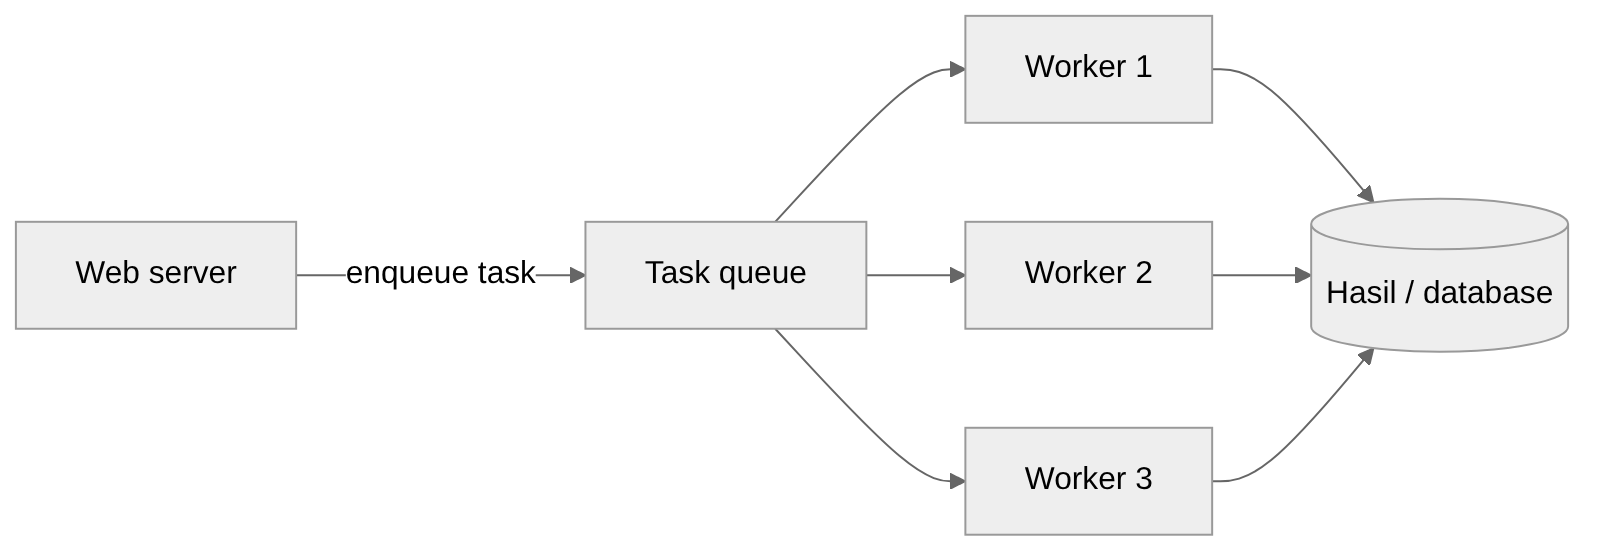 Web server
enqueue task
Task queue
Worker 1
Worker 2
Worker 3
Hasil / database